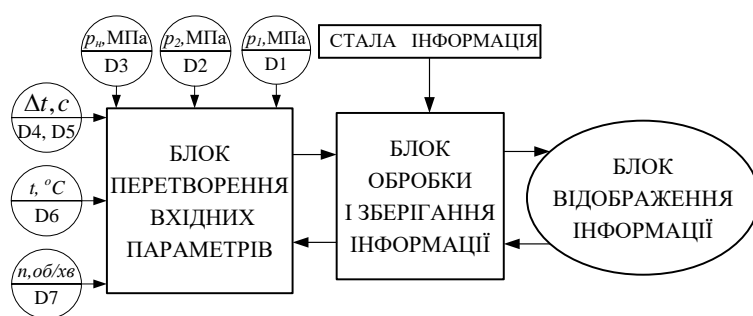 pн,МПа
D3
p2,МПа
D2
p1,МПа
D1
СТАЛА ІНФОРМАЦІЯ
Δt,c
D4, D5
t, °C
D6
n,об/хв
D7
БЛОК
ПЕРЕТВОРЕННЯ
ВХІДНИХ
ПАРАМЕТРІВ
БЛОК
ОБРОБКИ
І ЗБЕРІГАННЯ
ІНФОРМАЦІЇ
БЛОК
ВІДОБРАЖЕННЯ
ІНФОРМАЦІЇ